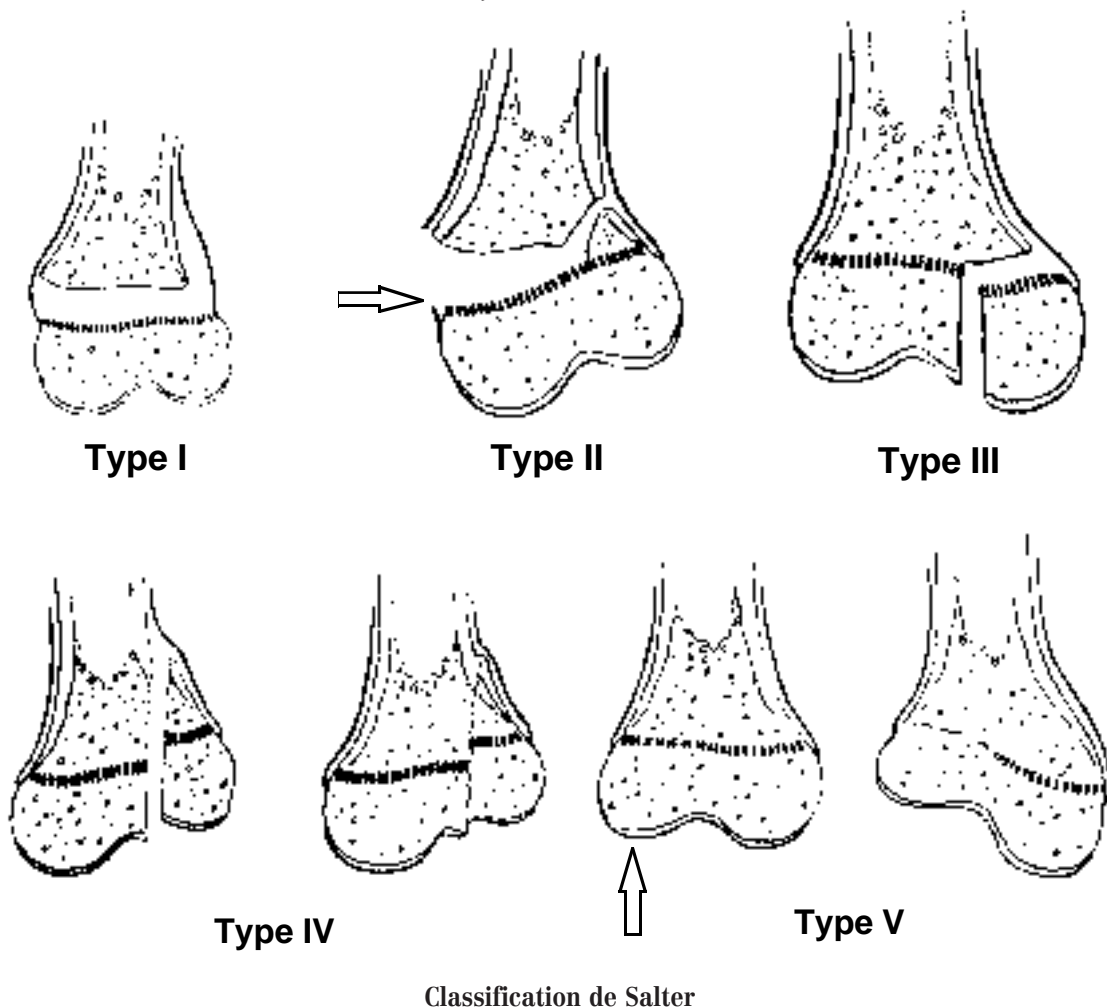 Type I
Type II
Type III
Type IV
Type V
Classification de Salter